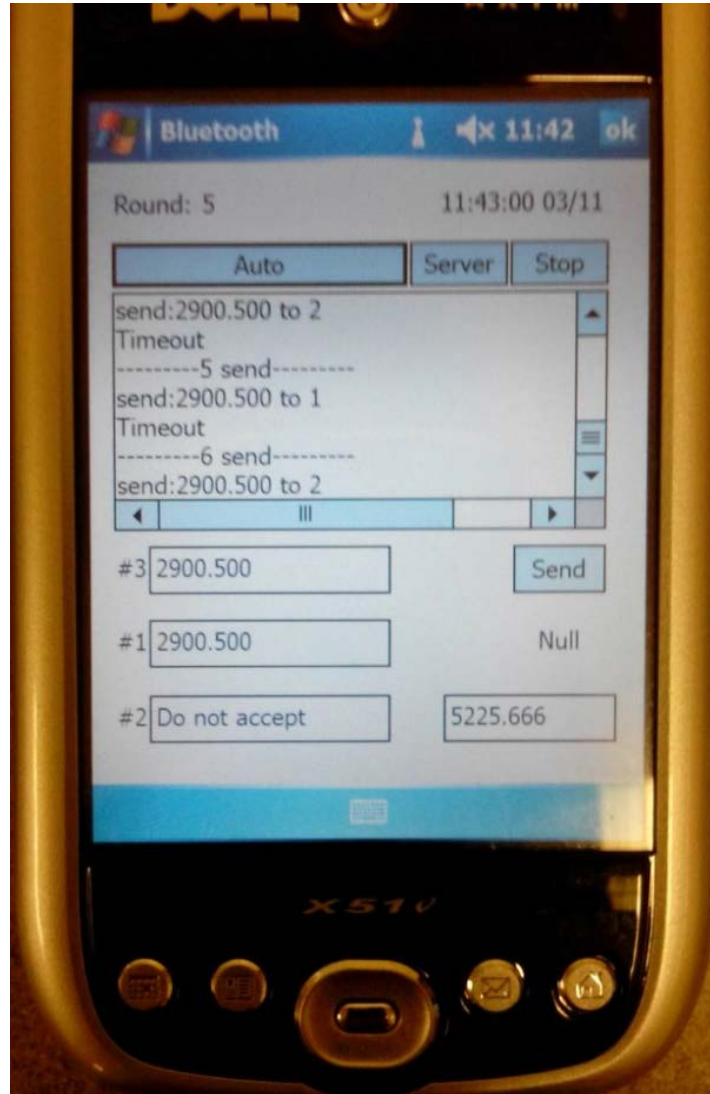 DELL
Bluetooth 11:42 ok
Round: 5 11:43:00 03/11
Auto Server Stop
send:2900.500 to 2
Timeout
---------5 send---------
send:2900.500 to 1
Timeout
---------6 send---------
send:2900.500 to 2
#3 2900.500 Send
#1 2900.500 Null
#2 Do not accept 5225.666
X51v